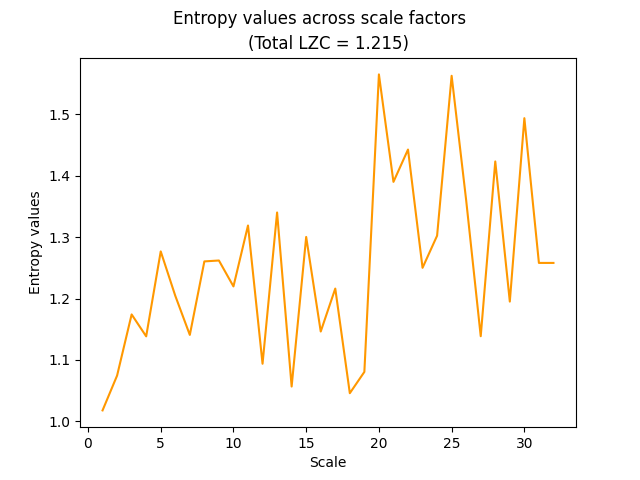 Entropy values across scale factors
(Total LZC = 1.215)
1.5
1.4
1.3
1.2
1.1
1.0
Entropy values
0 5 10 15 20 25 30
Scale